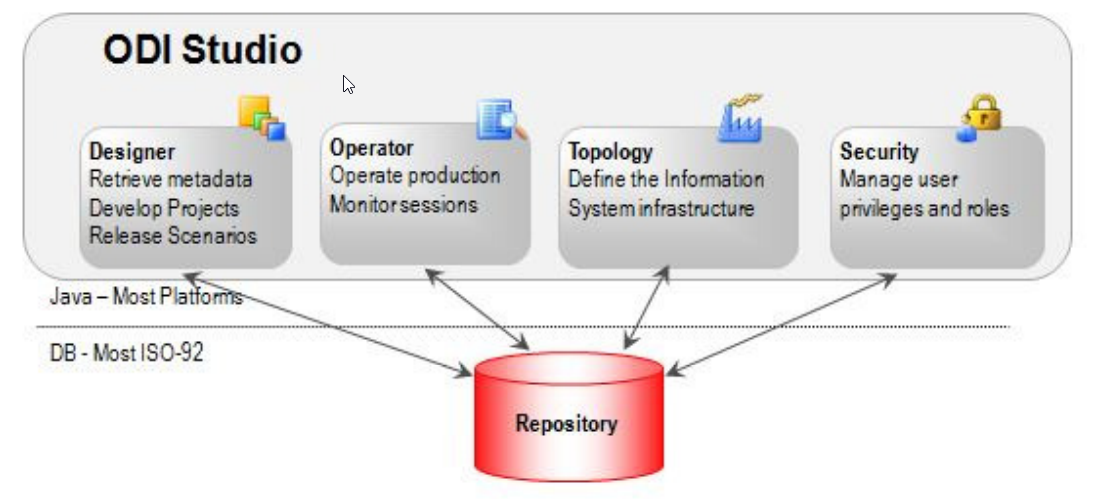 ODI Studio
Designer
Retrieve metadata
Develop Projects
Release Scenarios
Operator
Operate production
Monitor sessions
Topology
Define the Information
System infrastructure
Security
Manage user
privileges and roles
Java – Most Platforms
DB - Most ISO-92
Repository